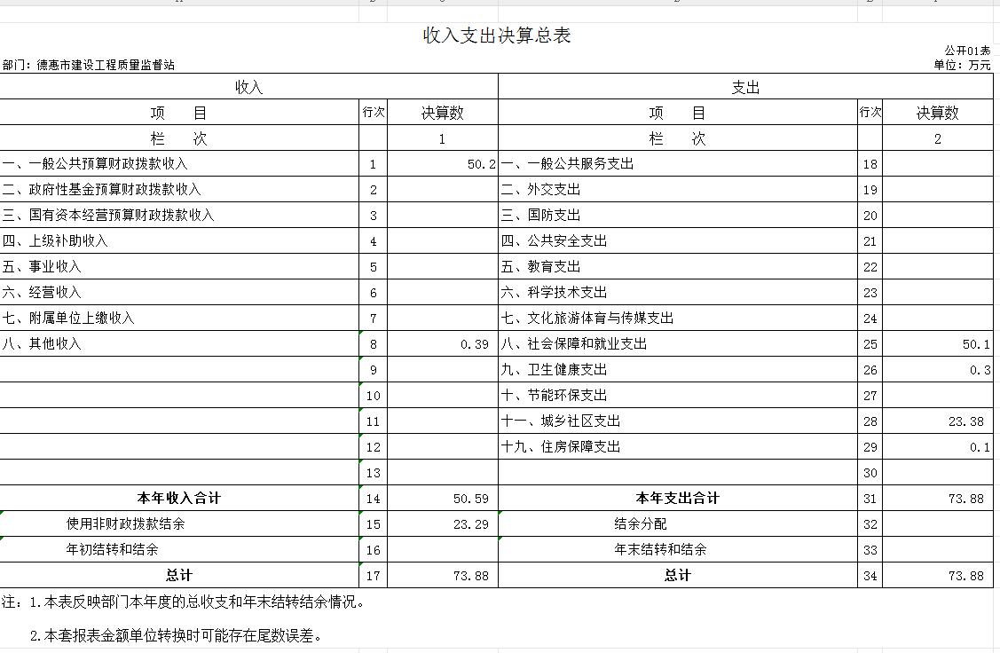 收入支出决算总表
公开01表
部门：德惠市建设工程质量监督站 单位：万元
收入 支出
项 目 行次 决算数 项 目 行次 决算数
栏 次 1 栏 次 2
一、一般公共预算财政拨款收入 1 50.2 一、一般公共服务支出 18
二、政府性基金预算财政拨款收入 2 二、外交支出 19
三、国有资本经营预算财政拨款收入 3 三、国防支出 20
四、上级补助收入 4 四、公共安全支出 21
五、事业收入 5 五、教育支出 22
六、经营收入 6 六、科学技术支出 23
七、附属单位上缴收入 7 七、文化旅游体育与传媒支出 24
八、其他收入 8 0.39 八、社会保障和就业支出 25 50.1
9 九、卫生健康支出 26 0.3
10 十、节能环保支出 27
11 十一、城乡社区支出 28 23.38
12 十九、住房保障支出 29 0.1
13 30
本年收入合计 14 50.59 本年支出合计 31 73.88
使用非财政拨款结余 15 23.29 结余分配 32
年初结转和结余 16 年末结转和结余 33
总计 17 73.88 总计 34 73.88
注：1.本表反映部门本年度的总收支和年末结转结余情况。
2.本套报表金额单位转换时可能存在尾数误差。